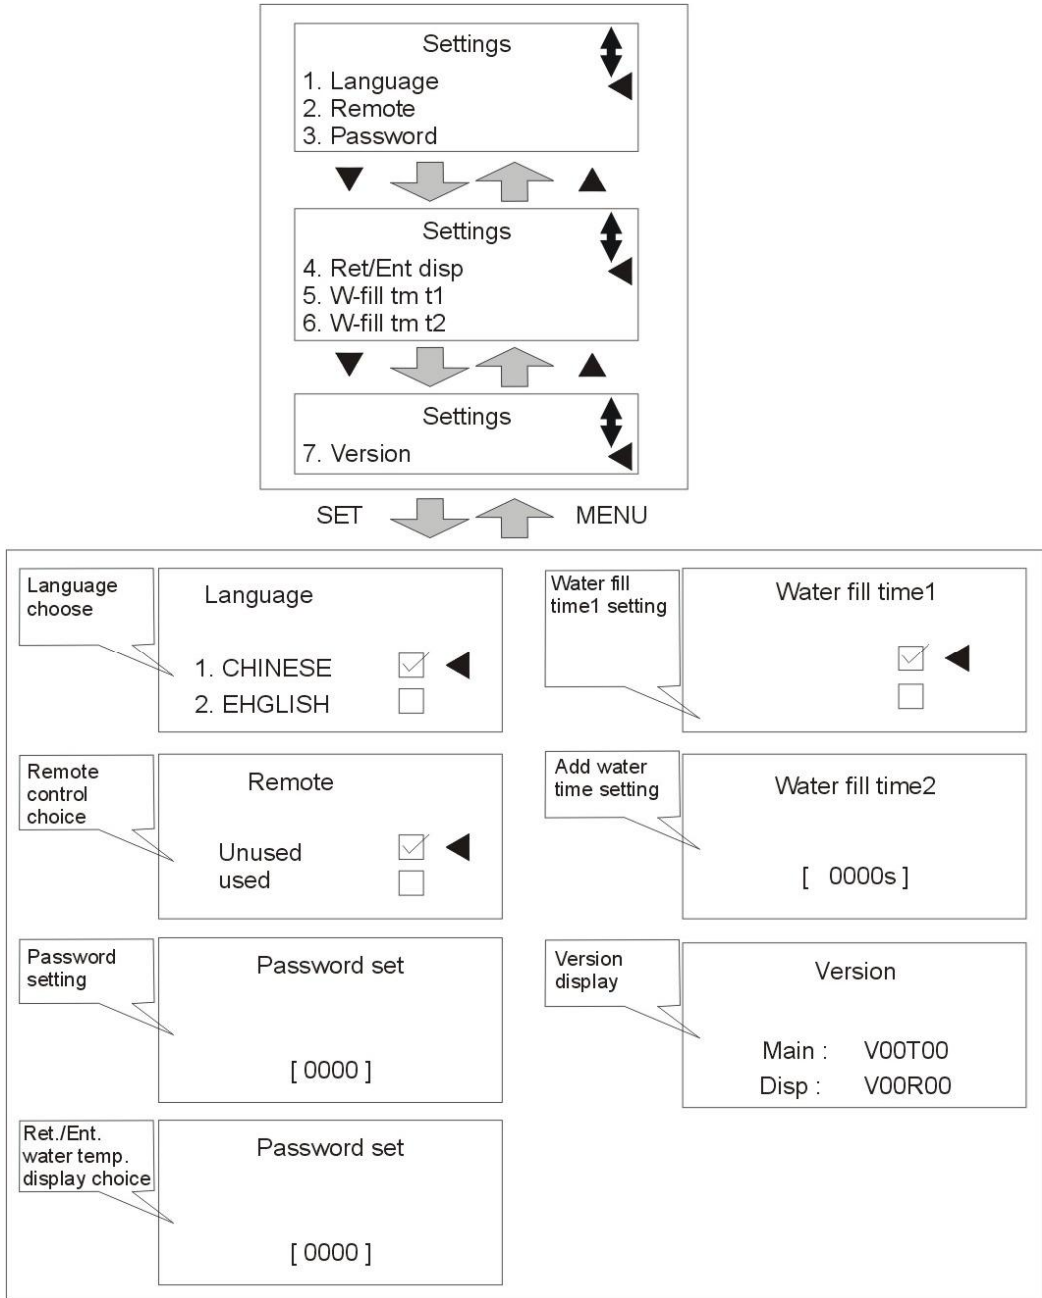 Settings
1. Language
2. Remote
3. Password
Settings
4. Ret/Ent disp
5. W-fill tm t1
6. W-fill tm t2
Settings
7. Version
SET
MENU
Language
choose
Language
1. CHINESE
2. EHGLISH
Remote
control
choice
Remote
Unused
used
Password
setting
Password set
[ 0000 ]
Ret./Ent.
water temp.
display choice
Password set
[ 0000 ]
Water fill
time1 setting
Water fill time1
Add water
time setting
Water fill time2
[ 0000s ]
Version
display
Version
Main : V00T00
Disp : V00R00